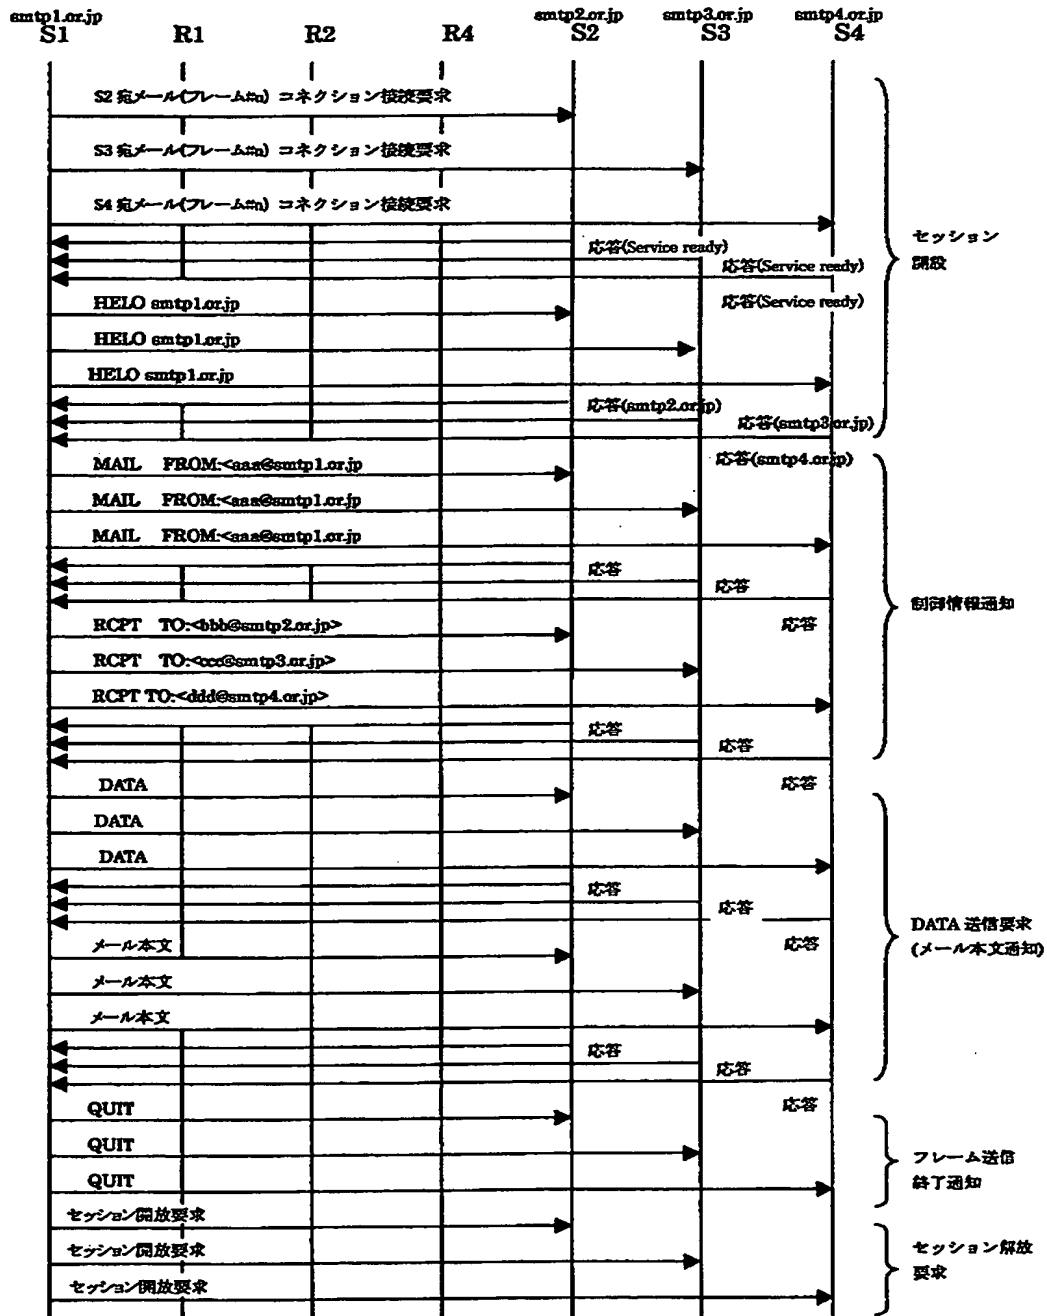 smtp1.or.jp smtp2.or.jp smtp3.or.jp smtp4.or.jp
S1 R1 R2 R4 S2 S3 S4
S2 宛メール(フレーム#n) コネクション接続要求
S3 宛メール(フレーム#n) コネクション接続要求
S4 宛メール(フレーム#n) コネクション接続要求
セッション
開設
応答(Service ready)
応答(Service ready)
HELO smtp1.or.jp 応答(Service ready)
HELO smtp1.or.jp
HELO smtp1.or.jp
応答(smtp2.or.jp)
応答(smtp3.or.jp)
MAIL FROM:<aaa@smtp1.or.jp 応答(smtp4.or.jp)
MAIL FROM:<aaa@smtp1.or.jp
MAIL FROM:<aaa@smtp1.or.jp
応答
応答
制御情報通知
RCPT TO:<bbb@smtp2.or.jp> 応答
RCPT TO:<ccc@smtp3.or.jp>
RCPT TO:<ddd@smtp4.or.jp>
応答
応答
DATA 応答
DATA
DATA
応答
応答
DATA 送信要求
(メール本文通知)
メール本文 応答
メール本文
メール本文
応答
応答
QUIT 応答
QUIT
QUIT
フレーム送信
終了通知
セッション開放要求
セッション開放要求
セッション開放要求
セッション解放
要求